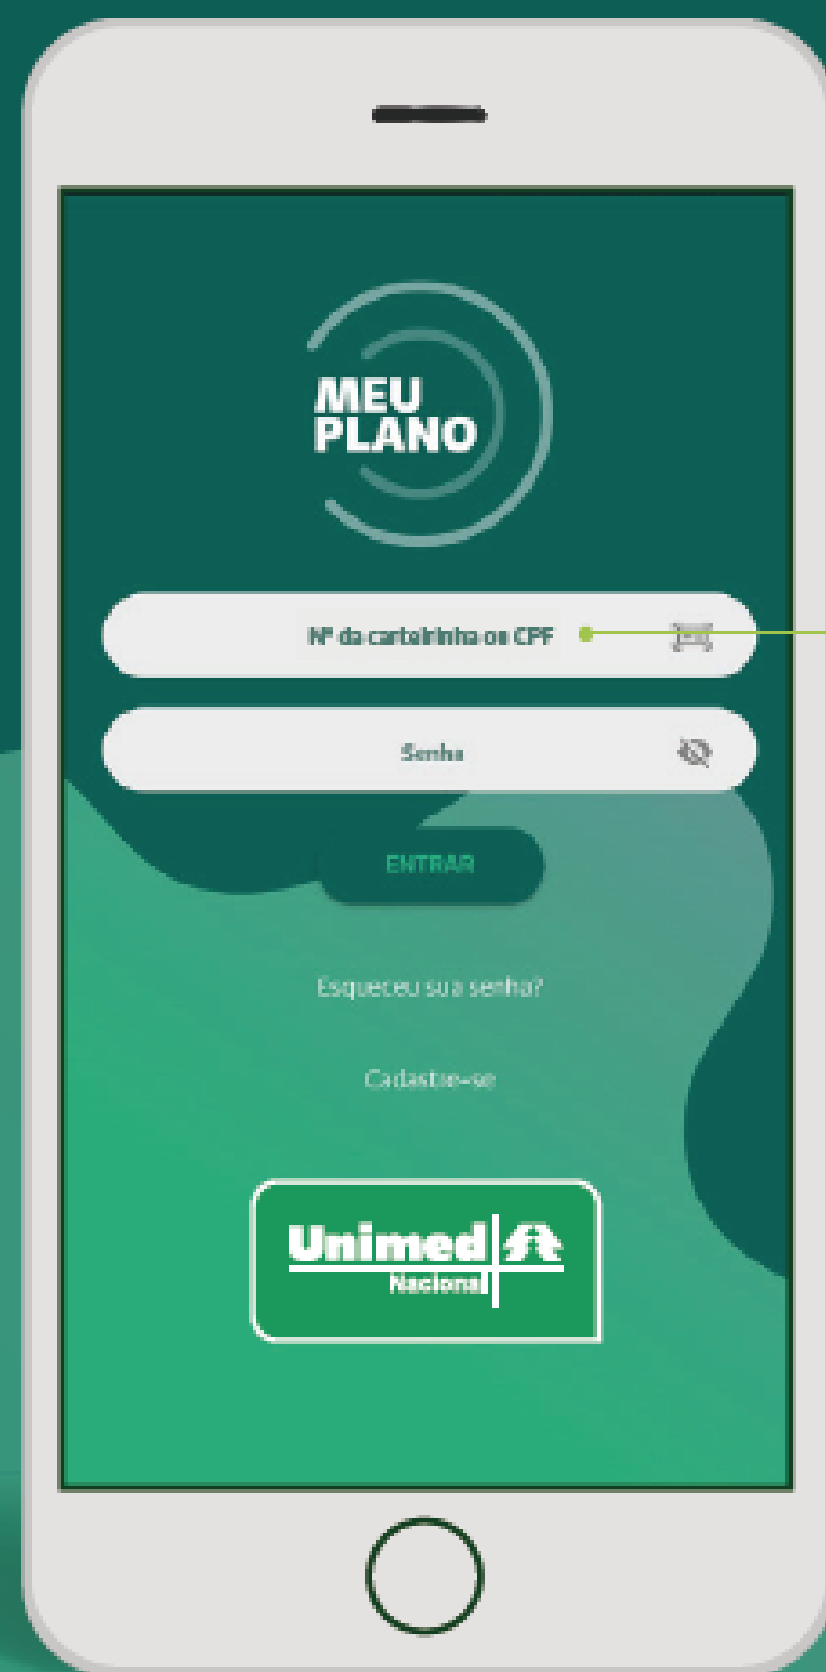 MEU
PLANO
Nº da carteirinha ou CPF
Senha
ENTRAR
Esqueceu sua senha?
Cadastre-se
Unimed
Nacional